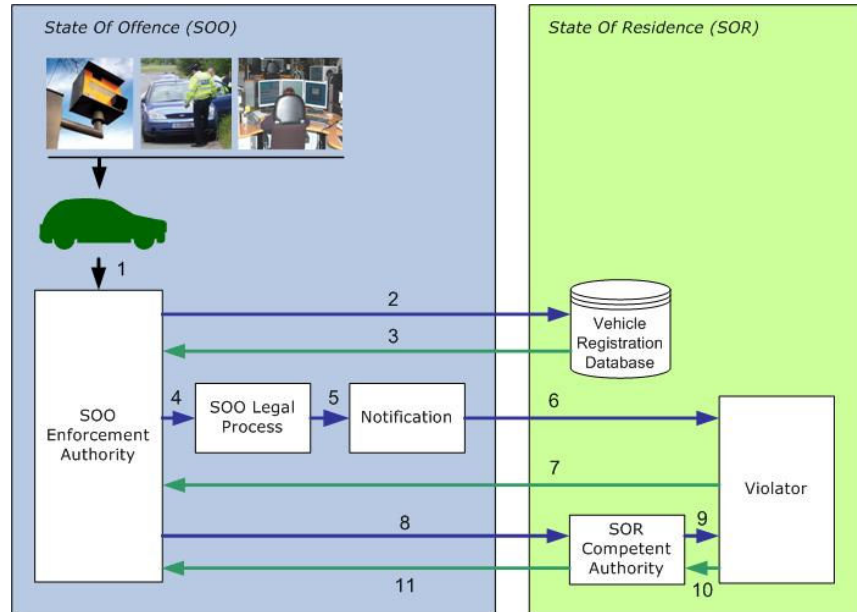 State Of Offence (SOO)
State Of Residence (SOR)
1
2
3
Vehicle
Registration
Database
4
SOO Legal
Process
5
Notification
6
SOO
Enforcement
Authority
7
Violator
8
SOR
Competent
Authority
9
10
11